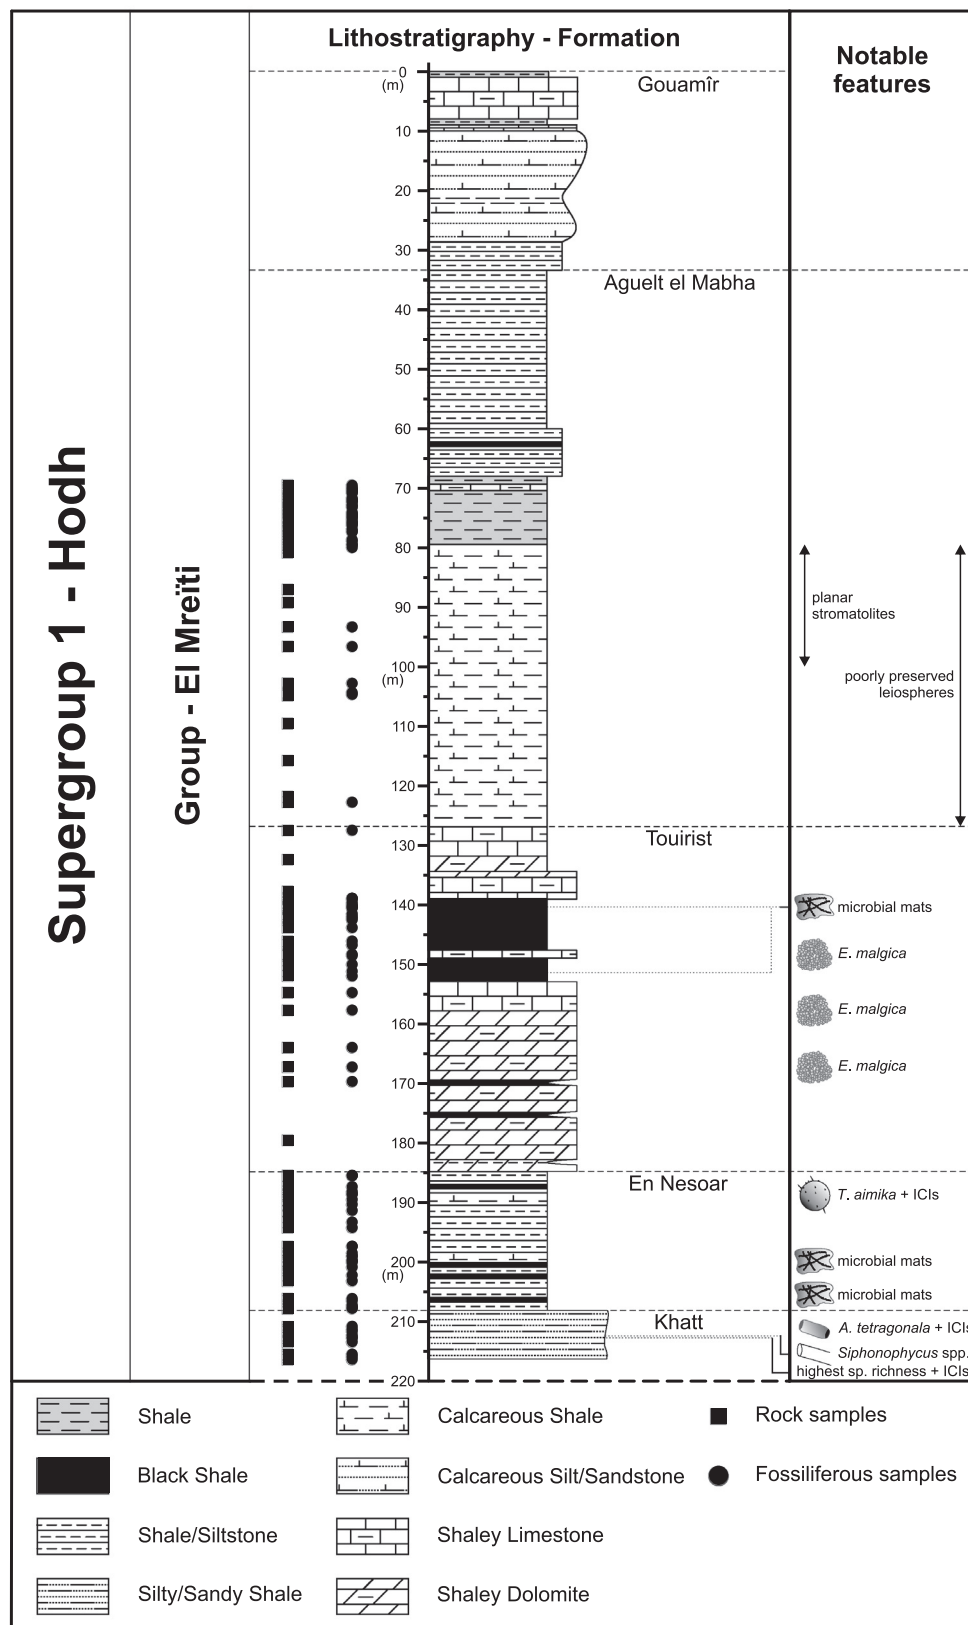 Lithostratigraphy - Formation
Notable
features
Supergroup 1 - Hodh
Group - El Mreïti
0
(m)
10
20
30
40
50
60
70
80
90
100
(m)
110
120
130
140
150
160
170
180
190
200
(m)
210
220
Gouamîr
Aguelt el Mabha
Touirist
En Nesoar
Khatt
planar
stromatolites
poorly preserved
leiospheres
microbial mats
E. malgica
E. malgica
E. malgica
T. aimika + ICIs
microbial mats
microbial mats
A. tetragonala + ICIs
Siphonophycus spp.
highest sp. richness + ICIs
Shale
Black Shale
Shale/Siltstone
Silty/Sandy Shale
Calcareous Shale
Calcareous Silt/Sandstone
Shaley Limestone
Shaley Dolomite
Rock samples
Fossiliferous samples